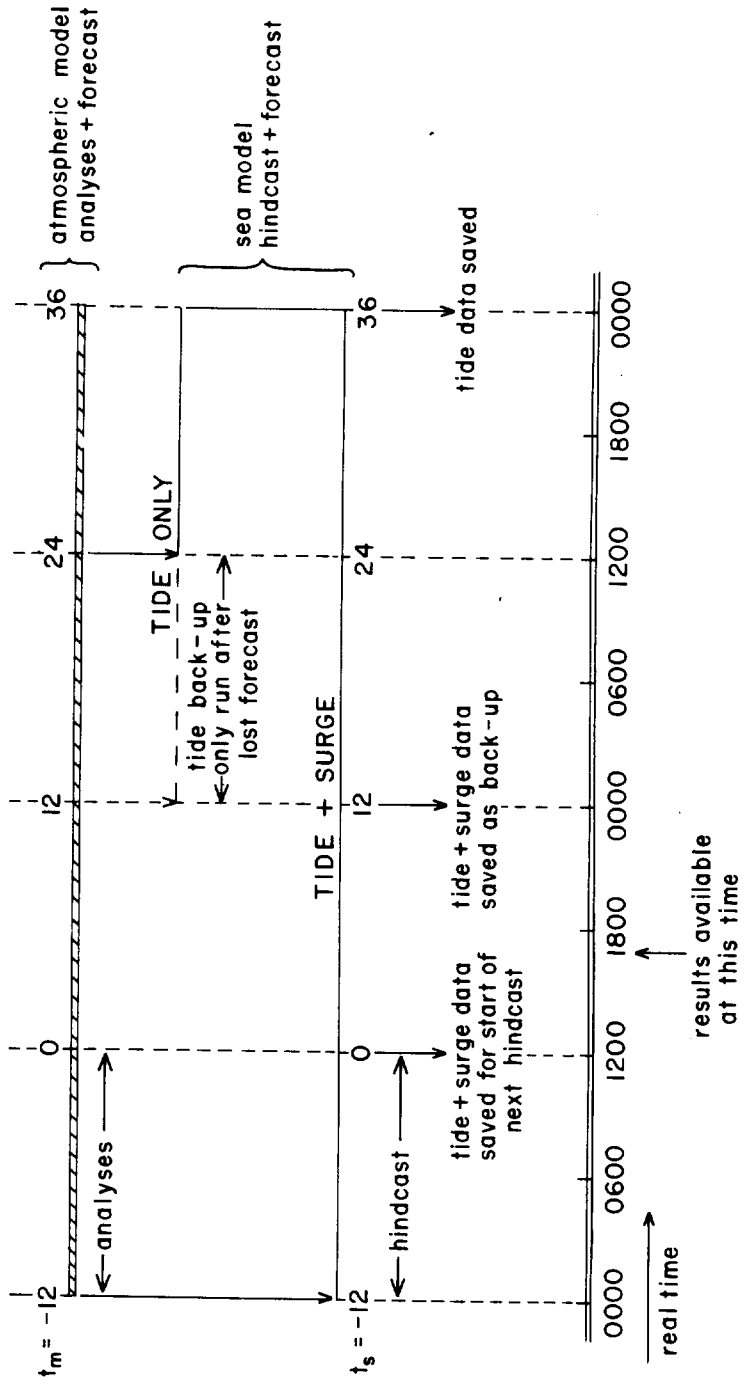 tₘ = -12
0
12
24
36
atmospheric model
analyses + forecast
analyses
TIDE ONLY
tide back-up
only run after
lost forecast
sea model
hindcast + forecast
TIDE + SURGE
tₛ = -12
0
12
24
36
hindcast
tide + surge data
saved for start of
next hindcast
tide + surge data
saved as back-up
tide data saved
0000
0600
1200
1800
0000
0600
1200
1800
0000
real time
results available
at this time